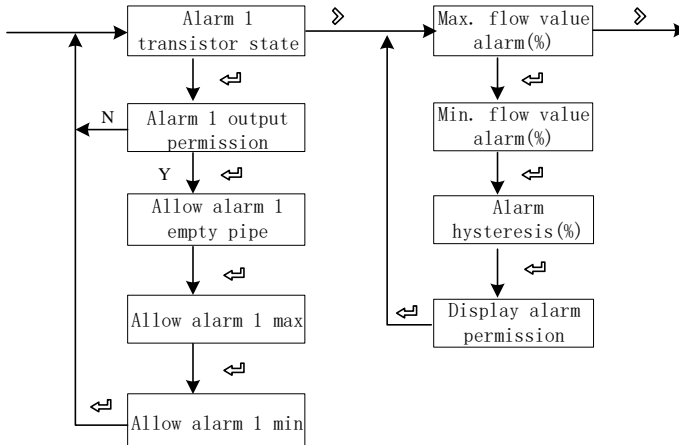 Alarm 1
transistor state
Max. flow value
alarm(%)
Alarm 1 output
permission
N
Y
Min. flow value
alarm(%)
Allow alarm 1
empty pipe
Alarm
hysteresis(%)
Allow alarm 1 max
Display alarm
permission
Allow alarm 1 min